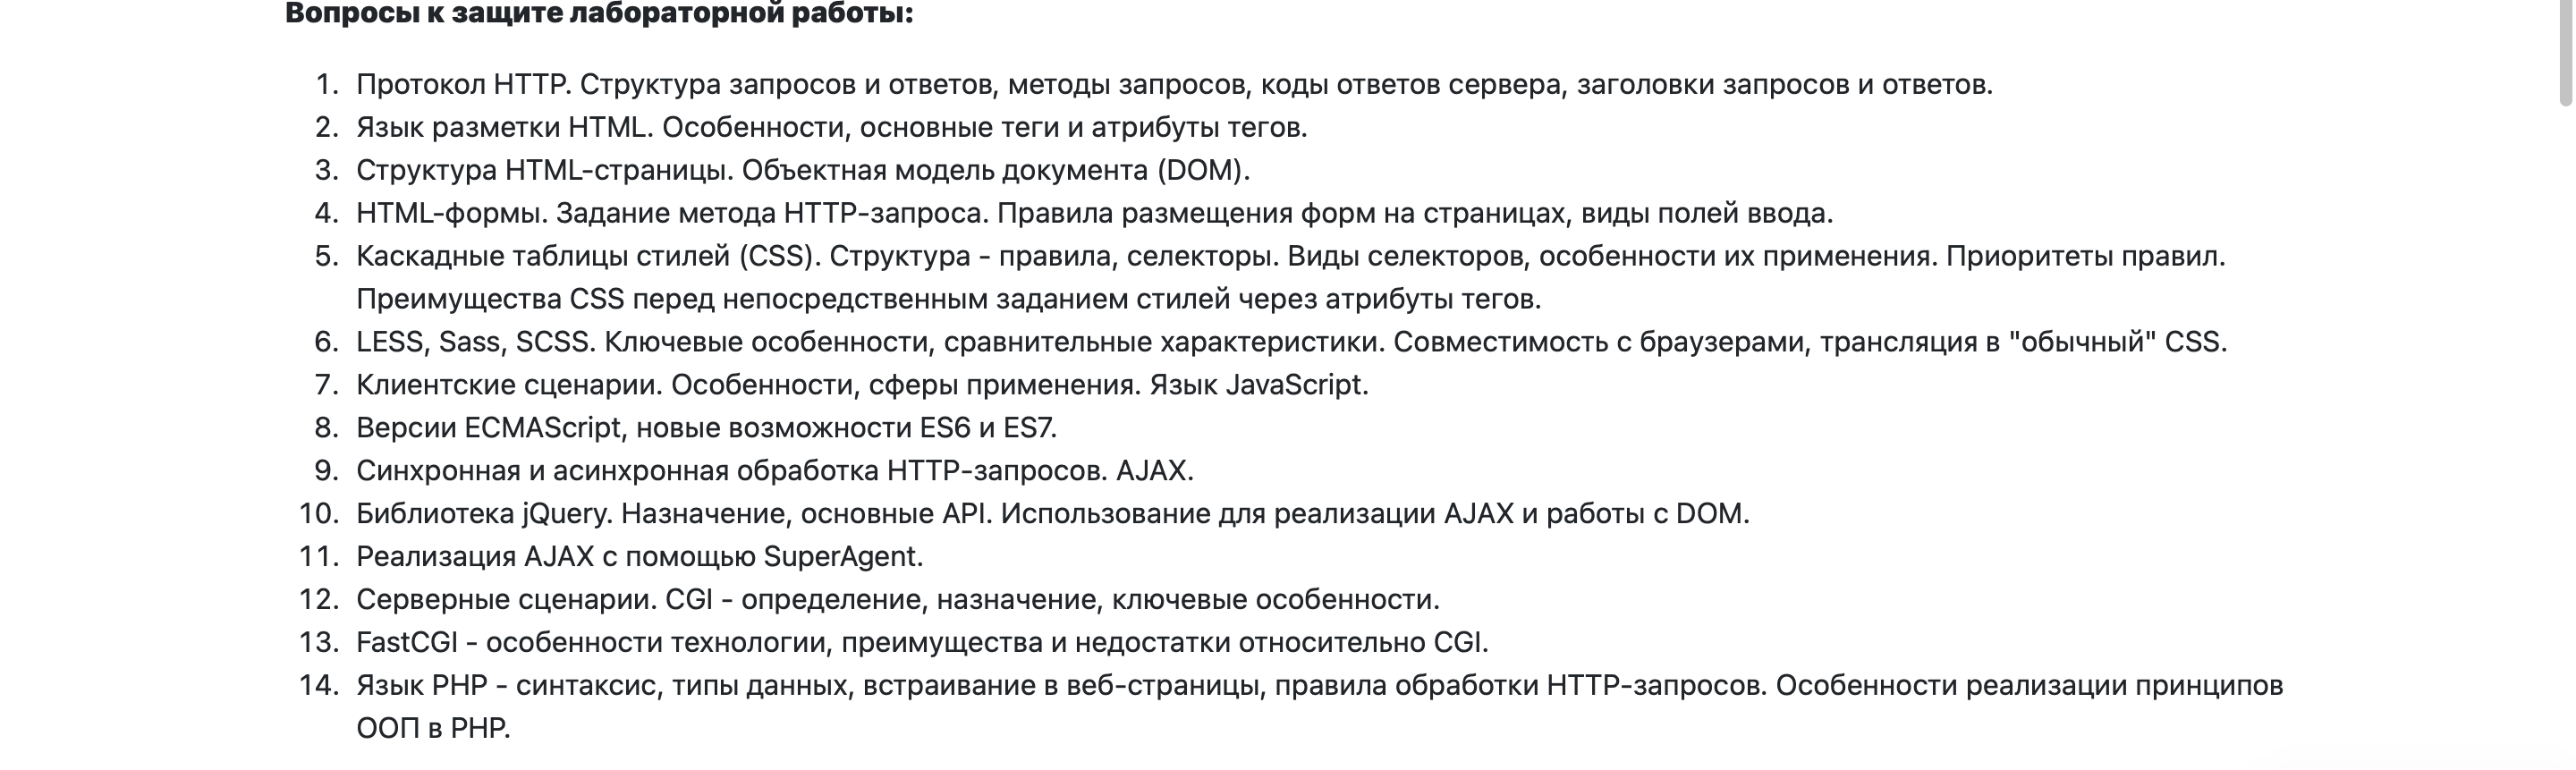 Вопросы к защите лабораторной работы:
1. Протокол HTTP. Структура запросов и ответов, методы запросов, коды ответов сервера, заголовки запросов и ответов.
2. Язык разметки HTML. Особенности, основные теги и атрибуты тегов.
3. Структура HTML-страницы. Объектная модель документа (DOM).
4. HTML-формы. Задание метода HTTP-запроса. Правила размещения форм на страницах, виды полей ввода.
5. Каскадные таблицы стилей (CSS). Структура - правила, селекторы. Виды селекторов, особенности их применения. Приоритеты правил.
Преимущества CSS перед непосредственным заданием стилей через атрибуты тегов.
6. LESS, Sass, SCSS. Ключевые особенности, сравнительные характеристики. Совместимость с браузерами, трансляция в "обычный" CSS.
7. Клиентские сценарии. Особенности, сферы применения. Язык JavaScript.
8. Версии ECMAScript, новые возможности ES6 и ES7.
9. Синхронная и асинхронная обработка HTTP-запросов. AJAX.
10. Библиотека jQuery. Назначение, основные API. Использование для реализации AJAX и работы с DOM.
11. Реализация AJAX с помощью SuperAgent.
12. Серверные сценарии. CGI - определение, назначение, ключевые особенности.
13. FastCGI - особенности технологии, преимущества и недостатки относительно CGI.
14. Язык PHP - синтаксис, типы данных, встраивание в веб-страницы, правила обработки HTTP-запросов. Особенности реализации принципов
ООП в PHP.